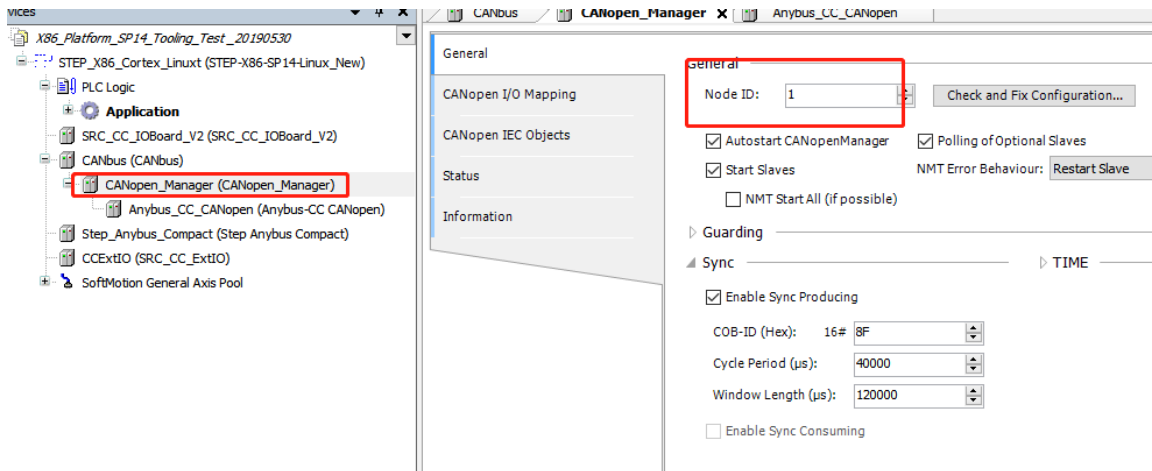 vices
CANbus
CANopen_Manager
Anybus_CC_CANopen
X86_Platform_SP14_Tooling_Test _20190530
STEP_X86_Cortex_Linuxt (STEP-X86-SP14-Linux_New)
PLC Logic
Application
SRC_CC_IOBoard_V2 (SRC_CC_IOBoard_V2)
CANbus (CANbus)
CANopen_Manager (CANopen_Manager)
Anybus_CC_CANopen (Anybus-CC CANopen)
Step_Anybus_Compact (Step Anybus Compact)
CCExtIO (SRC_CC_ExtIO)
SoftMotion General Axis Pool
General
CANopen I/O Mapping
CANopen IEC Objects
Status
Information
General
Node ID: 1 Check and Fix Configuration...
Autostart CANopenManager Polling of Optional Slaves
Start Slaves NMT Error Behaviour: Restart Slave
NMT Start All (if possible)
Guarding
Sync TIME
Enable Sync Producing
COB-ID (Hex): 16# 8F
Cycle Period (µs): 40000
Window Length (µs): 120000
Enable Sync Consuming